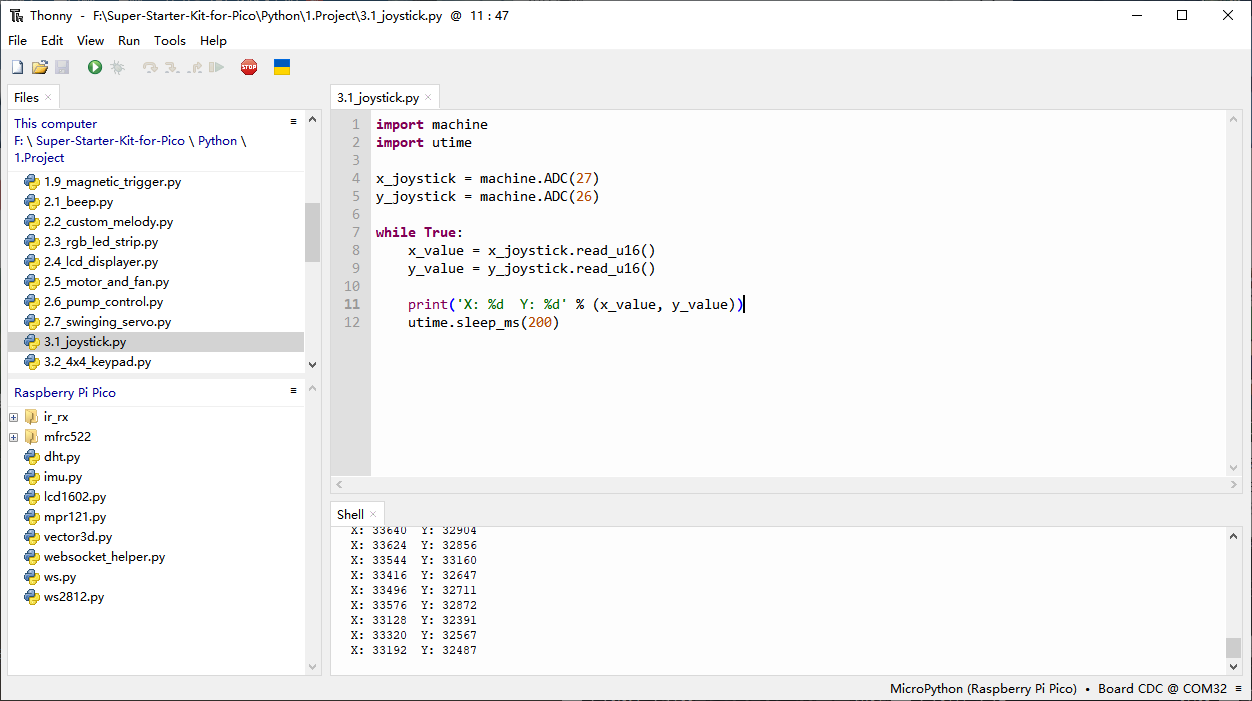 Thonny - F:\Super-Starter-Kit-for-Pico\Python\1.Project\3.1_joystick.py @ 11 : 47
File Edit View Run Tools Help
STOP
Files
This computer
F: \ Super-Starter-Kit-for-Pico \ Python \
1.Project
1.9_magnetic_trigger.py
2.1_beep.py
2.2_custom_melody.py
2.3_rgb_led_strip.py
2.4_lcd_displayer.py
2.5_motor_and_fan.py
2.6_pump_control.py
2.7_swinging_servo.py
3.1_joystick.py
3.2_4x4_keypad.py
Raspberry Pi Pico
ir_rx
mfrc522
dht.py
imu.py
lcd1602.py
mpr121.py
vector3d.py
websocket_helper.py
ws.py
ws2812.py
3.1_joystick.py
1 import machine
2 import utime
3
4 x_joystick = machine.ADC(27)
5 y_joystick = machine.ADC(26)
6
7 while True:
8     x_value = x_joystick.read_u16()
9     y_value = y_joystick.read_u16()
10
11     print('X: %d  Y: %d' % (x_value, y_value))
12     utime.sleep_ms(200)
Shell
X: 33640  Y: 32904
X: 33624  Y: 32856
X: 33544  Y: 33160
X: 33416  Y: 32647
X: 33496  Y: 32711
X: 33576  Y: 32872
X: 33128  Y: 32391
X: 33320  Y: 32567
X: 33192  Y: 32487
MicroPython (Raspberry Pi Pico) • Board CDC @ COM32 ≡